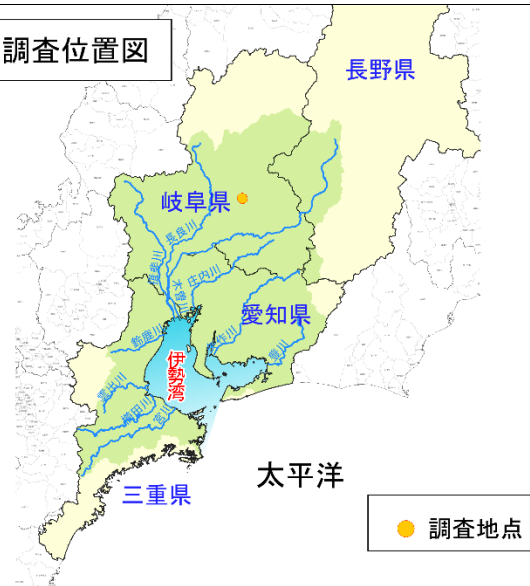 調査位置図
長野県
岐阜県
長良川
揖斐川
庄内川
木曽川
愛知県
鈴鹿川
矢作川
豊川
伊勢湾
雲出川
櫛田川
宮川
太平洋
三重県
調査地点